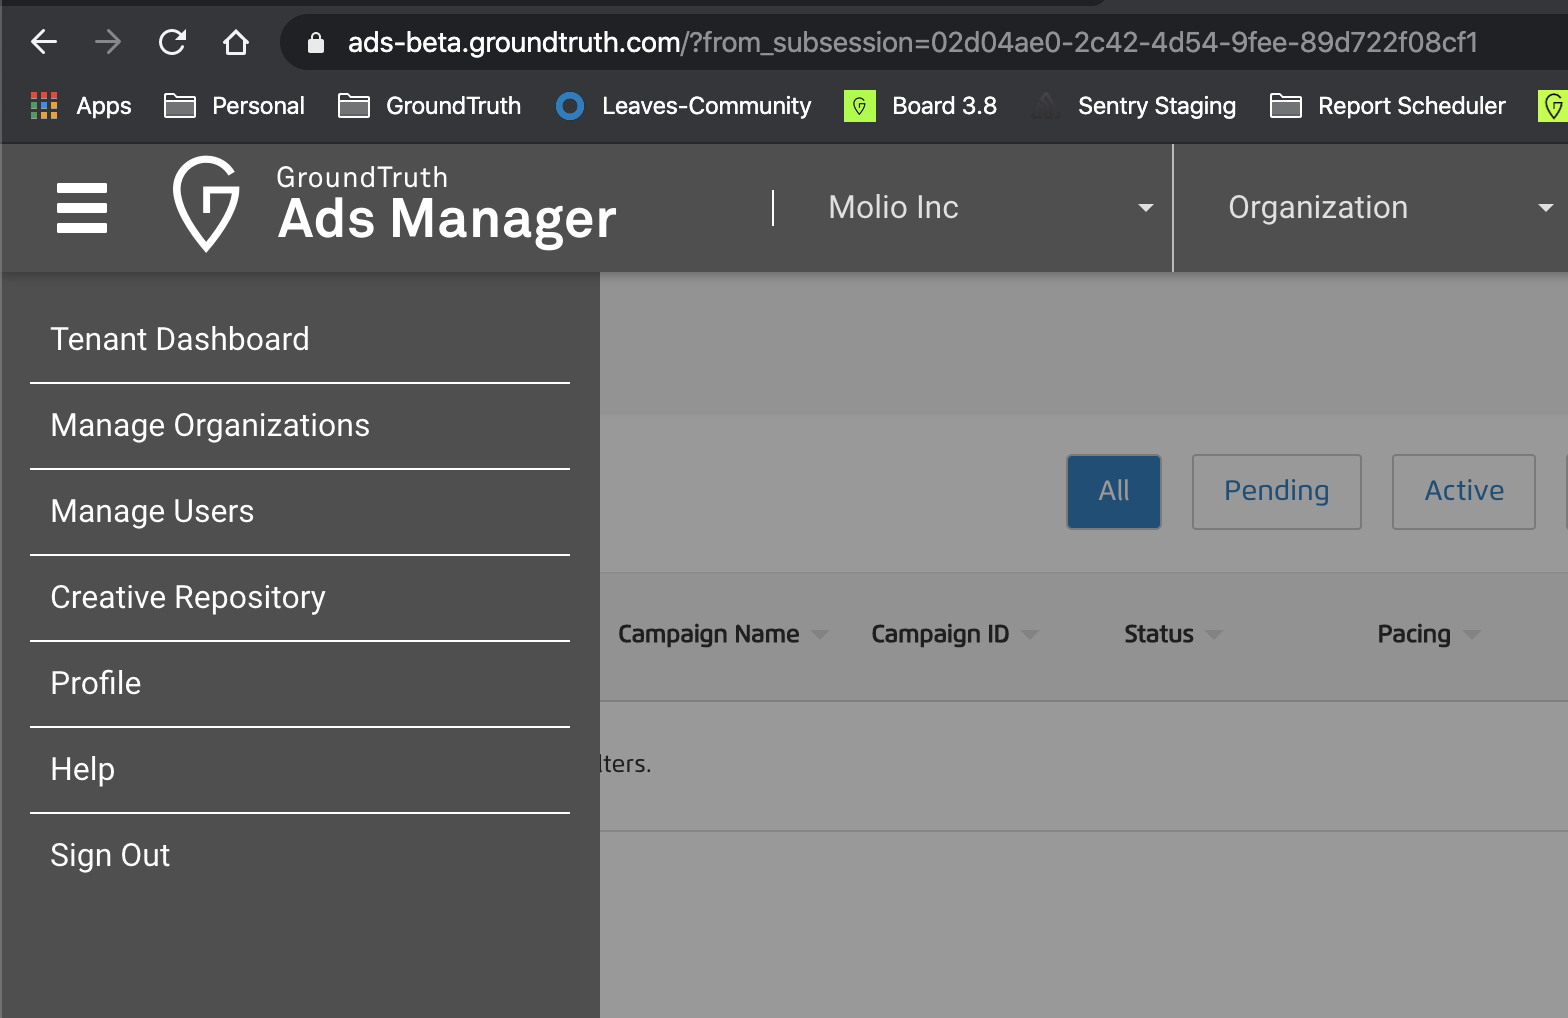 ads-beta.groundtruth.com/?from_subsession=02d04ae0-2c42-4d54-9fee-89d722f08cf1
Apps Personal GroundTruth Leaves-Community Board 3.8 Sentry Staging Report Scheduler
GroundTruth
Ads Manager
Molio Inc
Organization
Tenant Dashboard
Manage Organizations
Manage Users
Creative Repository
Profile
Help
Sign Out
All Pending Active
Campaign Name Campaign ID Status Pacing
lters.